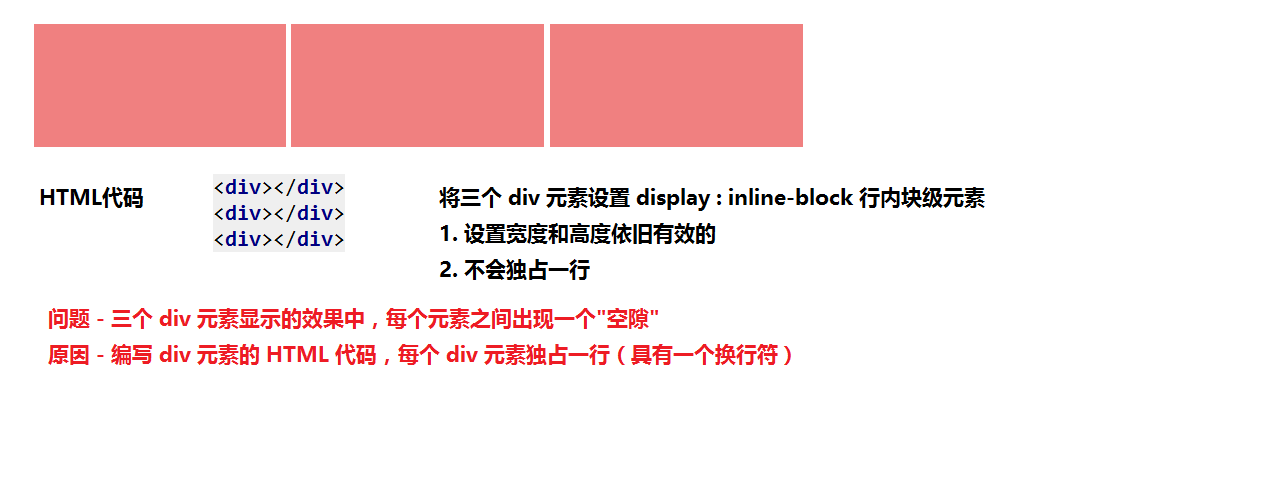 HTML代码
<div></div>
<div></div>
<div></div>
将三个 div 元素设置 display : inline-block 行内块级元素
1. 设置宽度和高度依旧有效的
2. 不会独占一行
问题 - 三个 div 元素显示的效果中，每个元素之间出现一个"空隙"
原因 - 编写 div 元素的 HTML 代码，每个 div 元素独占一行（具有一个换行符）